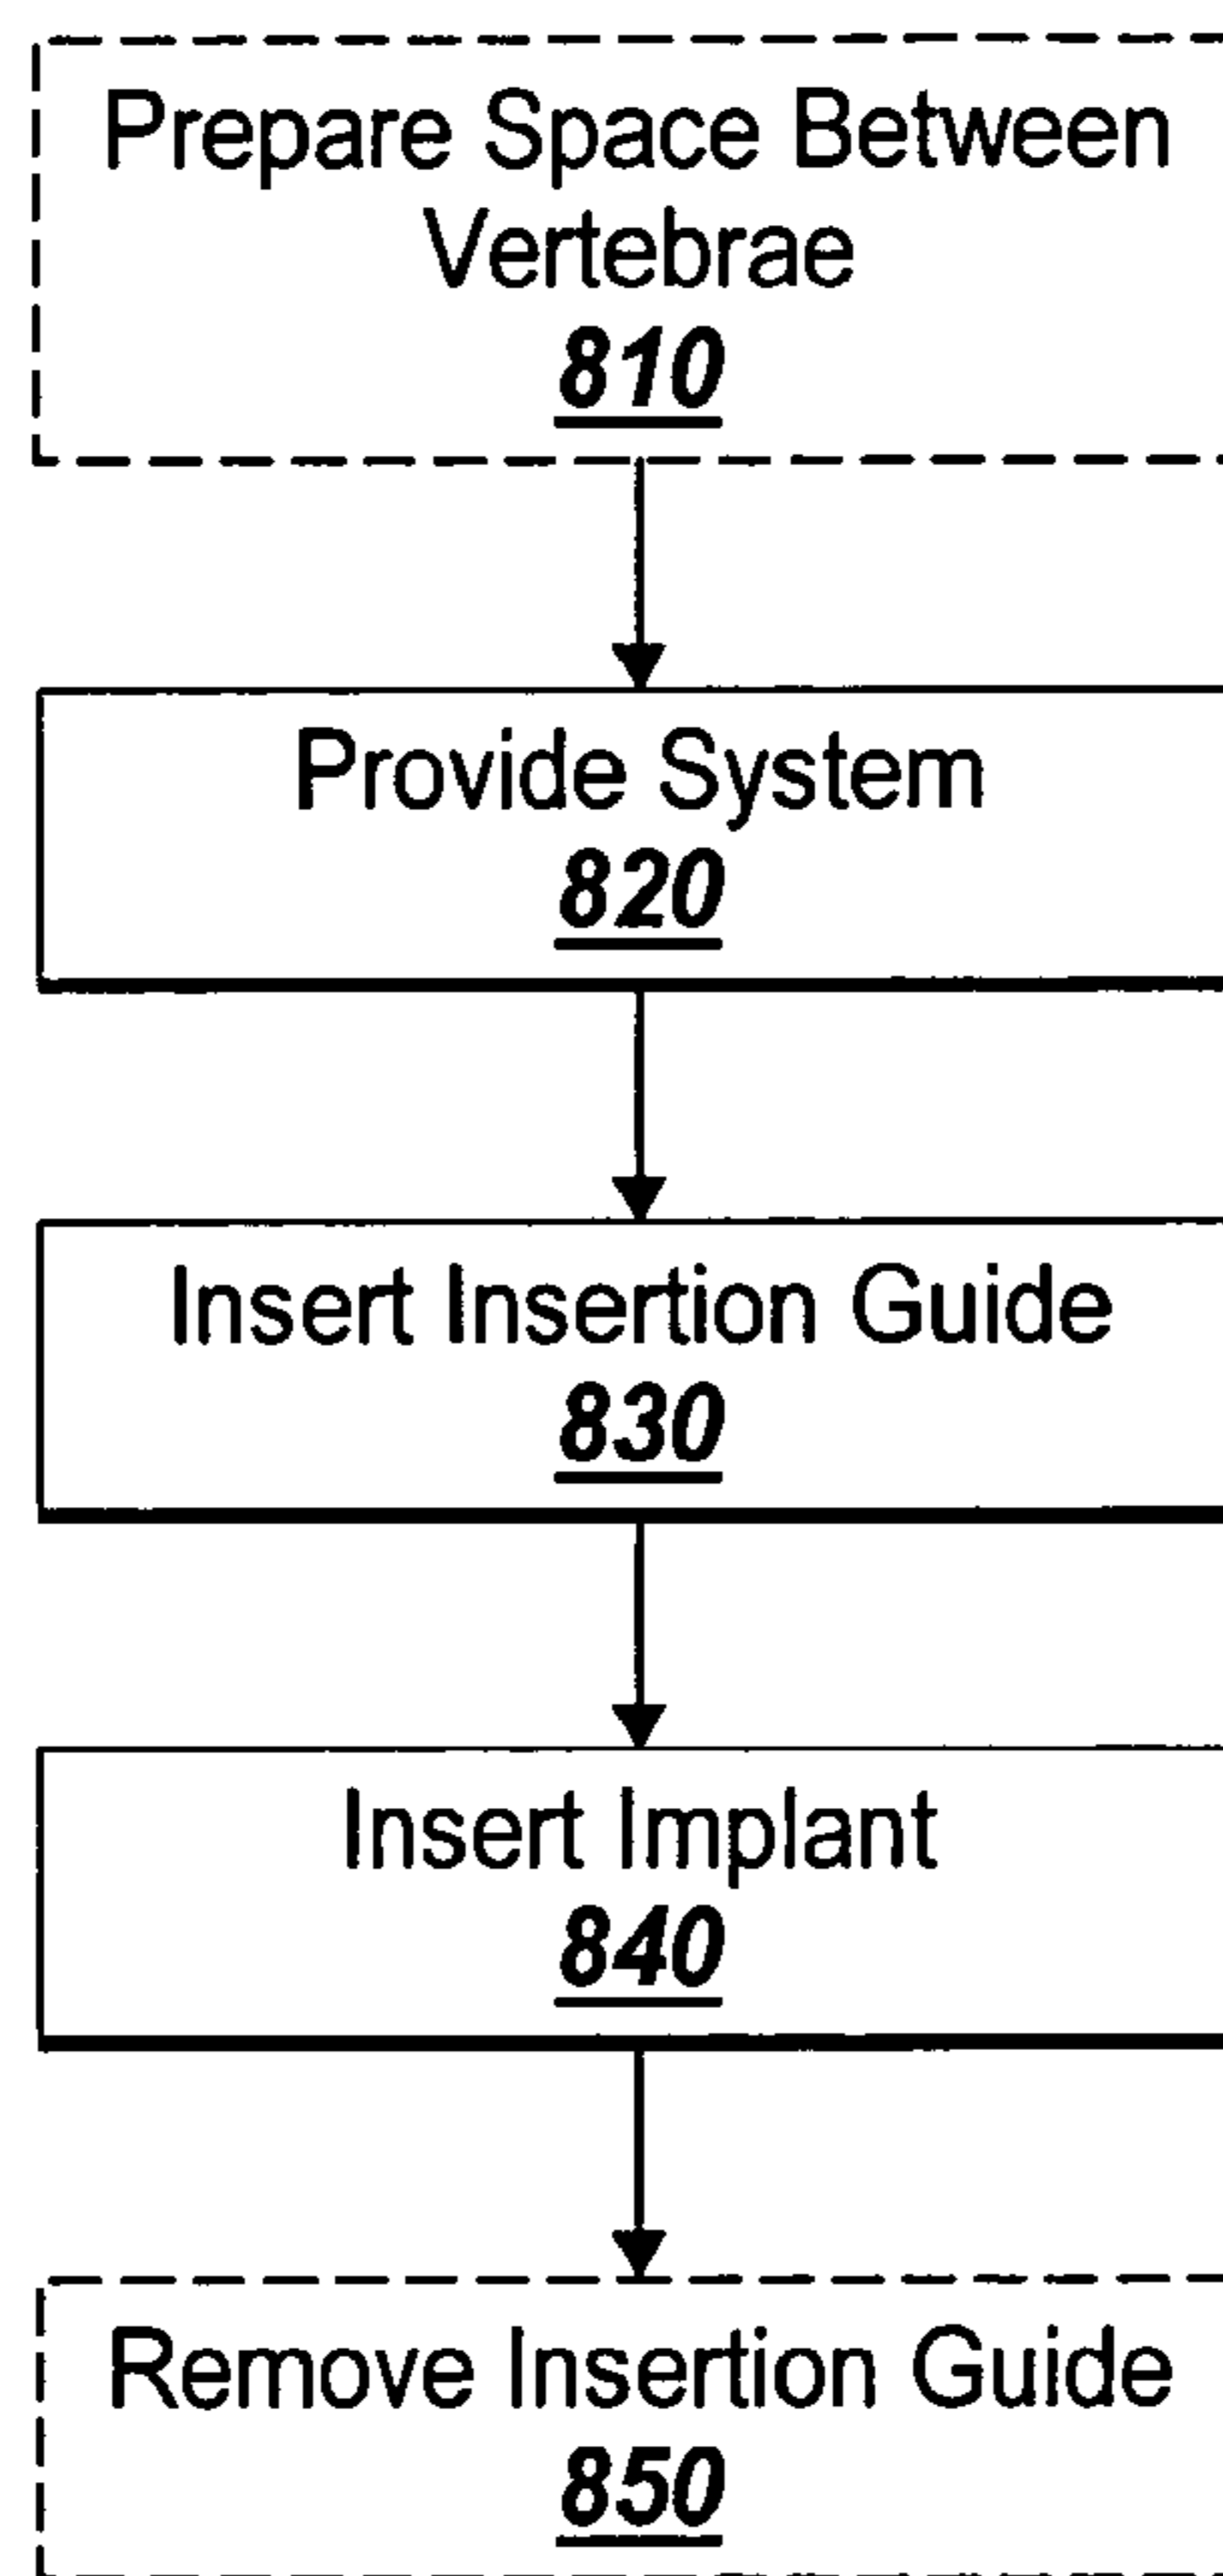 Prepare Space Between
Vertebrae
810
Provide System
820
Insert Insertion Guide
830
Insert Implant
840
Remove Insertion Guide
850